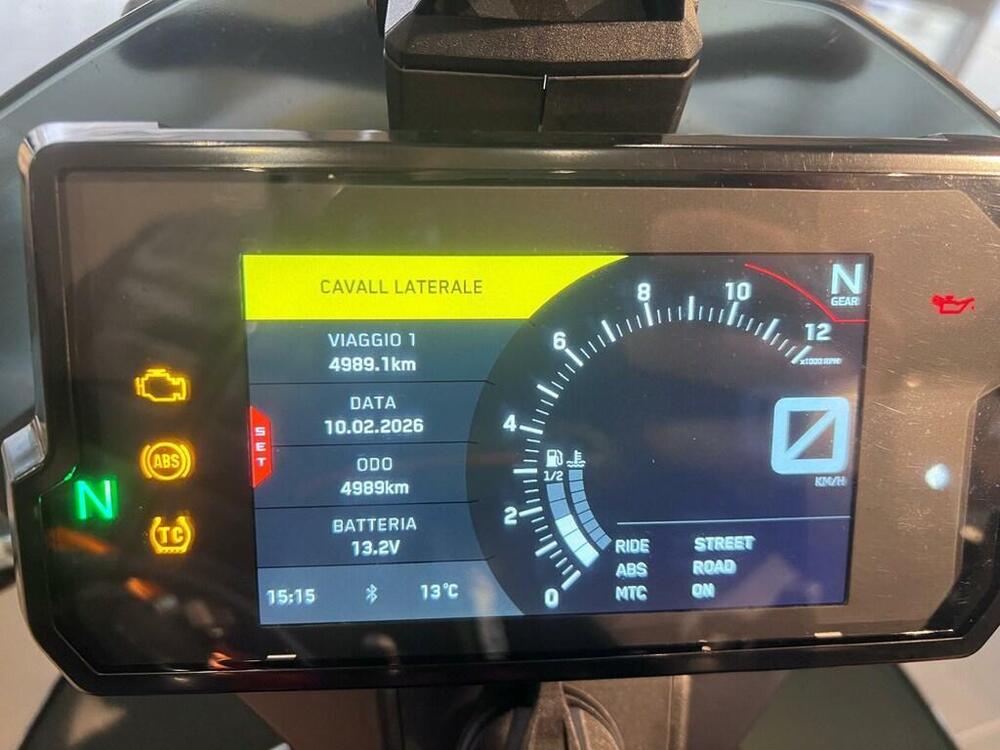 CAVALL LATERALE
VIAGGIO 1
4989.1km
DATA
10.02.2026
ODO
4989km
BATTERIA
13.2V
15:15
13°C
SET
ABS
N
TC
0
2
4
6
8
10
12
x1000 RPM
1/2
N
GEAR
0
KM/H
RIDE STREET
ABS ROAD
MTC ON